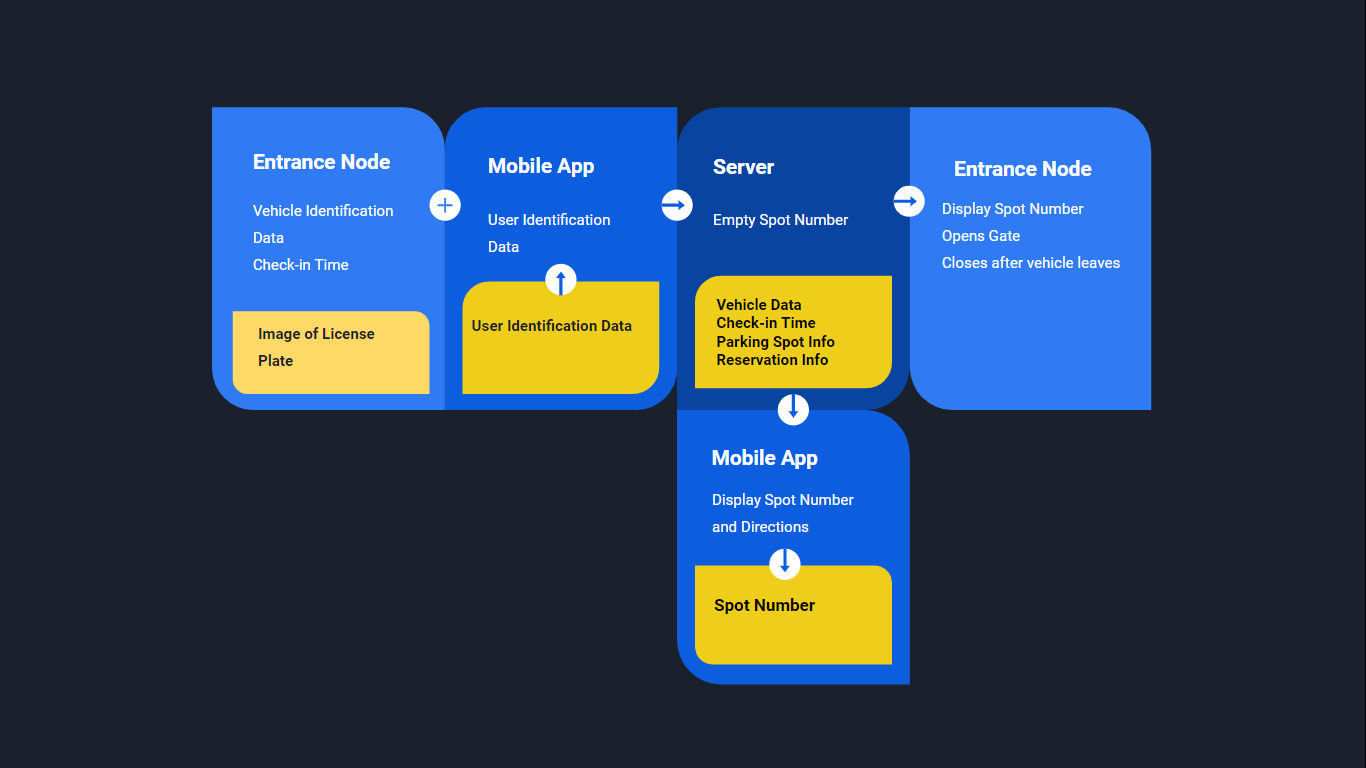 Entrance Node
Vehicle Identification
Data
Check-in Time
Image of License
Plate
Mobile App
User Identification
Data
User Identification Data
Server
Empty Spot Number
Vehicle Data
Check-in Time
Parking Spot Info
Reservation Info
Entrance Node
Display Spot Number
Opens Gate
Closes after vehicle leaves
Mobile App
Display Spot Number
and Directions
Spot Number